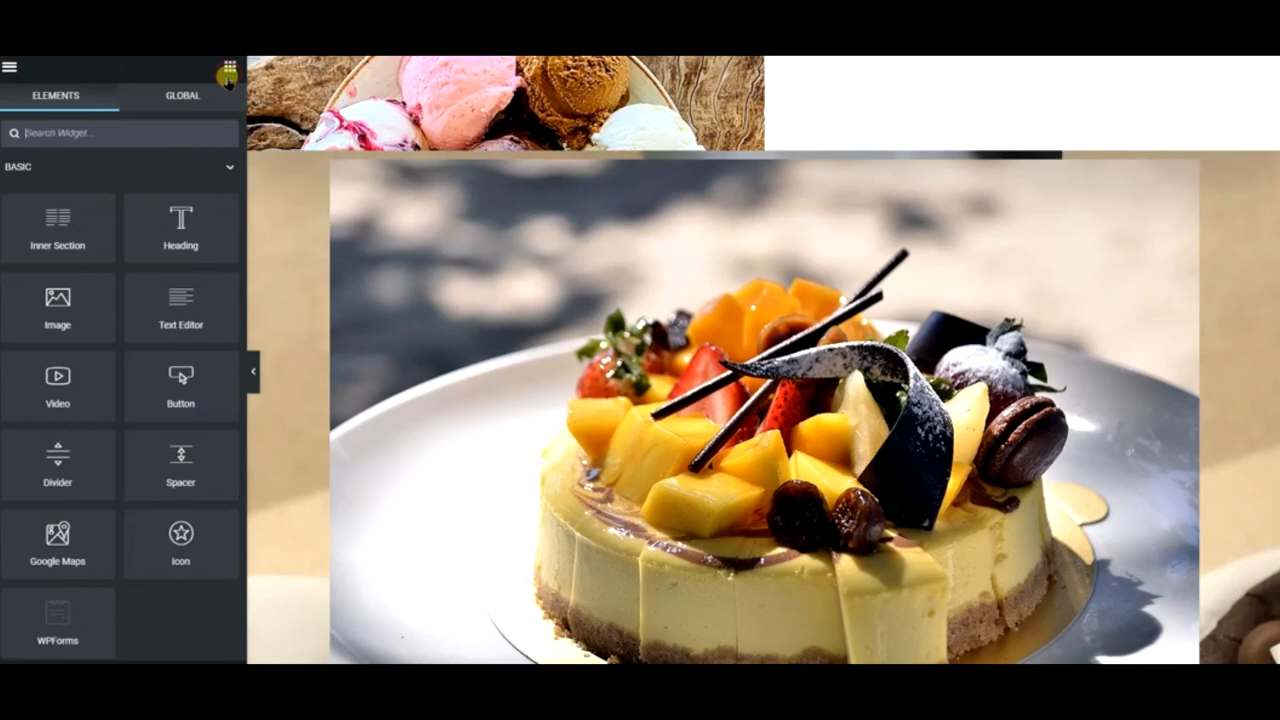 ELEMENTS
GLOBAL
Search Widget...
BASIC
Inner Section
Heading
Image
Text Editor
Video
Button
Divider
Spacer
Google Maps
Icon
WPForms